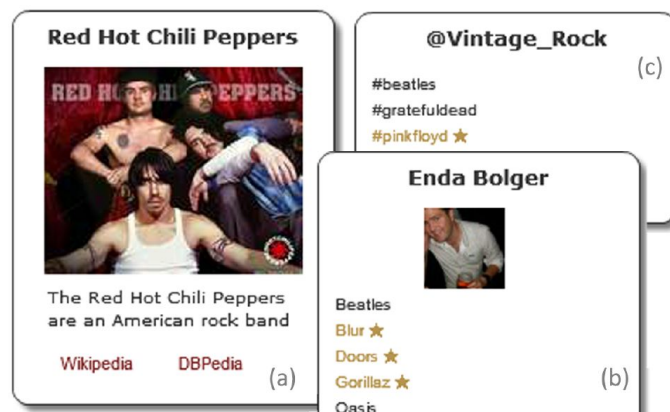 Red Hot Chili Peppers
RED HOT CHILI PEPPERS
The Red Hot Chili Peppers
are an American rock band
Wikipedia DBPedia
(a)
@Vintage_Rock
(c)
#beatles
#gratefuldead
#pinkfloyd
Enda Bolger
Beatles
Blur
Doors
Gorillaz
(b)
Oasis